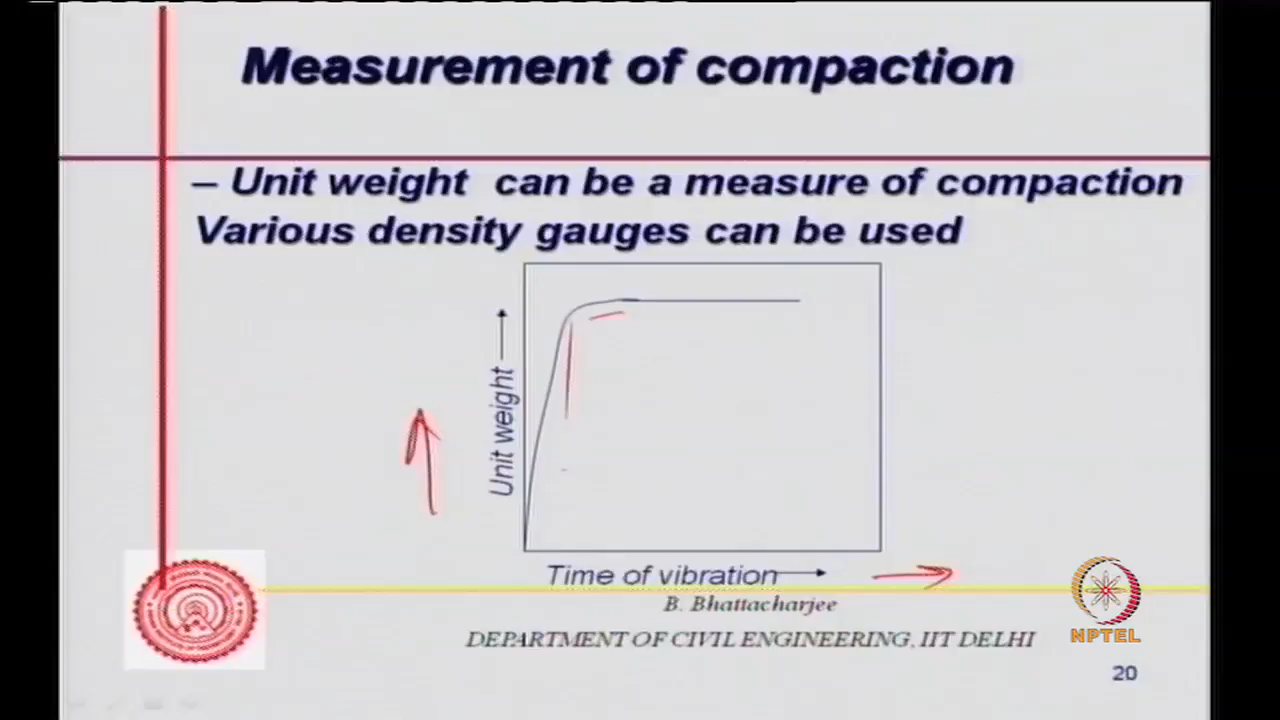 Measurement of compaction
– Unit weight can be a measure of compaction
Various density gauges can be used
Unit weight
Time of vibration
B. Bhattacharjee
DEPARTMENT OF CIVIL ENGINEERING, IIT DELHI
NPTEL
20